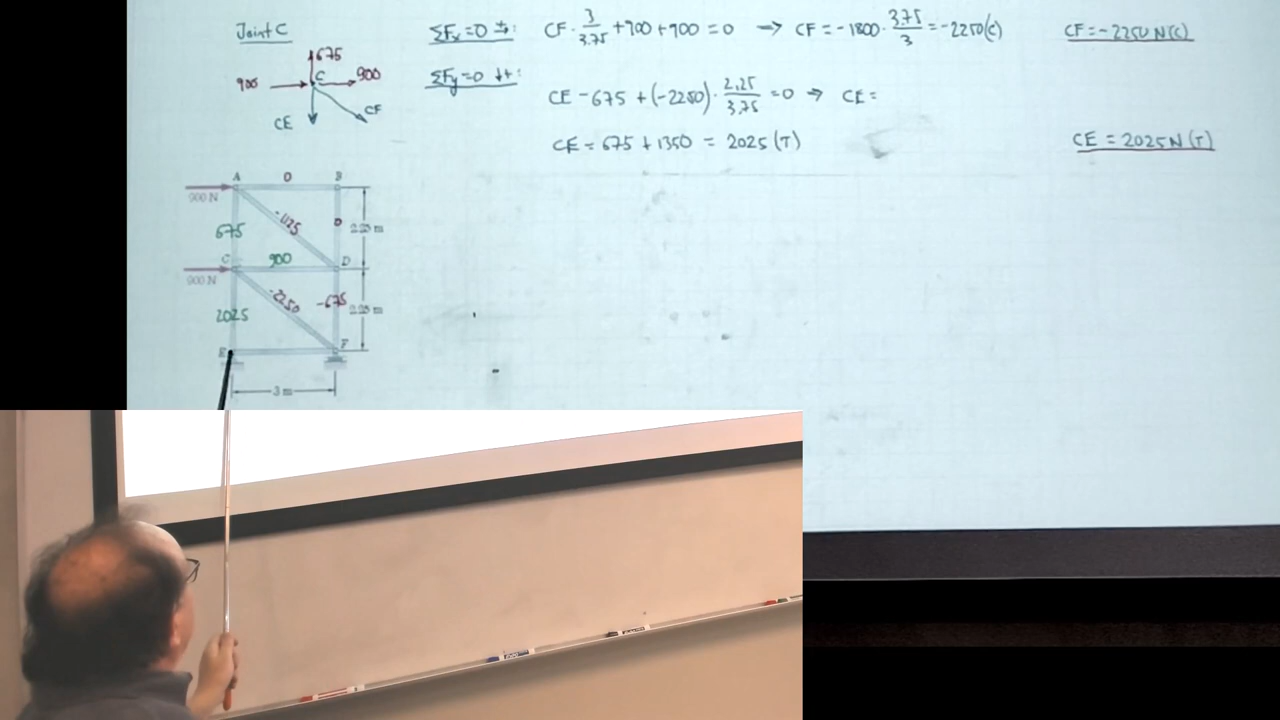 Joint C
ΣFx=0 ±→: CF · 3/3.75 + 900 + 900 = 0 → CF = -1800 · 3.75/3 = -2250 (C) CF = -2250 N (C)
675
C
900 900
CE CF
ΣFy=0 ↓+: CE - 675 + (-2250) · 2.25/3.75 = 0 → CE =
CE = 675 + 1350 = 2025 (T) CE = 2025 N (T)
A 0 B
900 N
-1125 0
675 2.25 m
C 900 D
900 N
-2250 -675
2025 2.25 m
E F
3 m